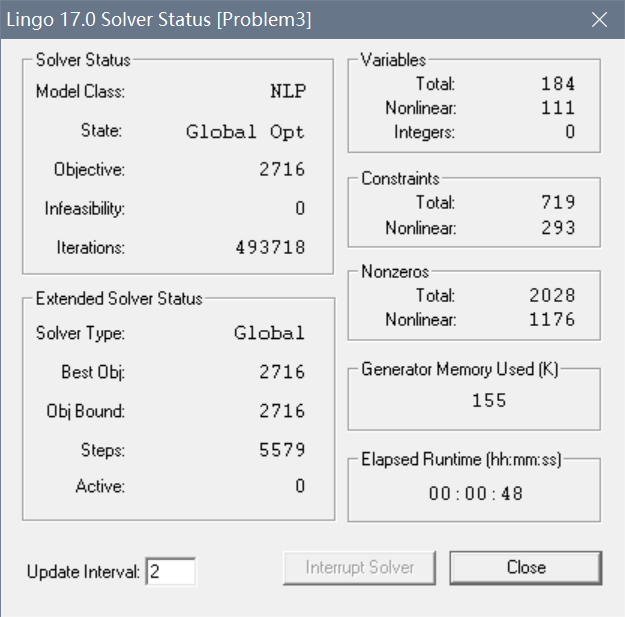 Lingo 17.0 Solver Status [Problem3]
Solver Status
Model Class: NLP
State: Global Opt
Objective: 2716
Infeasibility: 0
Iterations: 493718
Extended Solver Status
Solver Type: Global
Best Obj: 2716
Obj Bound: 2716
Steps: 5579
Active: 0
Variables
Total: 184
Nonlinear: 111
Integers: 0
Constraints
Total: 719
Nonlinear: 293
Nonzeros
Total: 2028
Nonlinear: 1176
Generator Memory Used (K)
155
Elapsed Runtime (hh:mm:ss)
00:00:48
Update Interval: 2
Interrupt Solver
Close